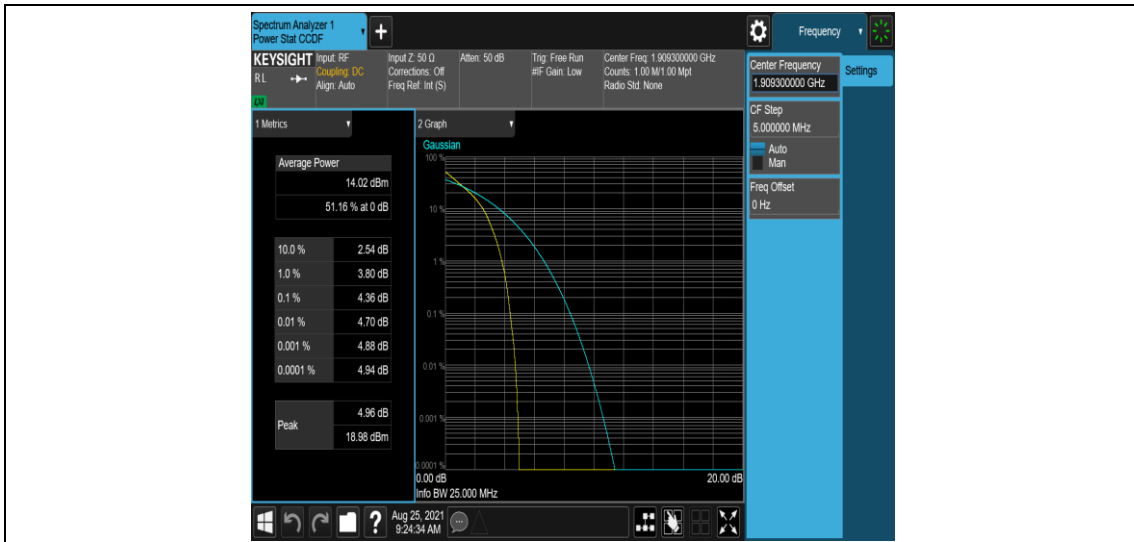 Spectrum Analyzer 1
Power Stat CCDF
+
Frequency
KEYSIGHT
RL
LXI
Input: RF
Coupling: DC
Align: Auto
Input Z: 50 Ω
Corrections: Off
Freq Ref: Int (S)
Atten: 50 dB
Trig: Free Run
#IF Gain: Low
Center Freq: 1.909300000 GHz
Counts: 1.00 M/1.00 Mpt
Radio Std: None
Center Frequency
1.909300000 GHz
Settings
CF Step
5.000000 MHz
Auto
Man
Freq Offset
0 Hz
1 Metrics
Average Power
14.02 dBm
51.16 % at 0 dB
10.0 % 2.54 dB
1.0 % 3.80 dB
0.1 % 4.36 dB
0.01 % 4.70 dB
0.001 % 4.88 dB
0.0001 % 4.94 dB
Peak
4.96 dB
18.98 dBm
2 Graph
Gaussian
100 %
10 %
1 %
0.1 %
0.01 %
0.001 %
0.0001 %
0.00 dB 20.00 dB
Info BW 25.000 MHz
?
Aug 25, 2021
9:24:34 AM